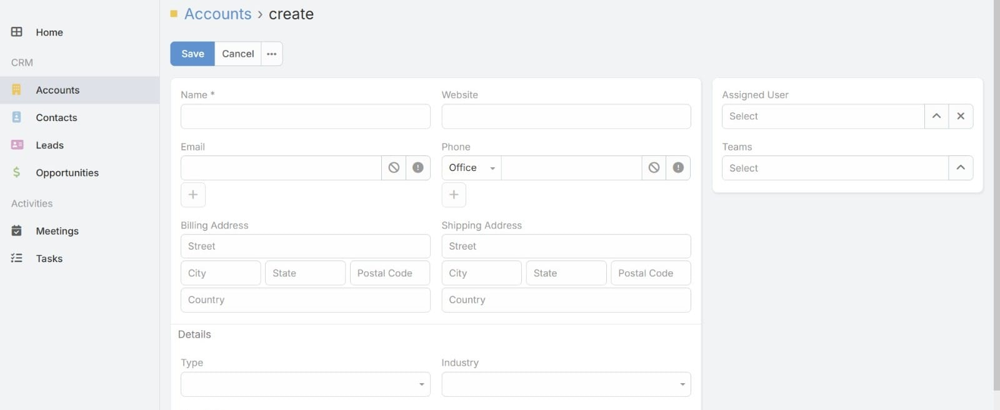 Accounts › create
Home
CRM
Accounts
Contacts
Leads
Opportunities
Activities
Meetings
Tasks
Save Cancel •••
Name * Website
Email Phone
Office
+ +
Billing Address Shipping Address
Street Street
City State Postal Code City State Postal Code
Country Country
Details
Type Industry
Assigned User
Select
Teams
Select